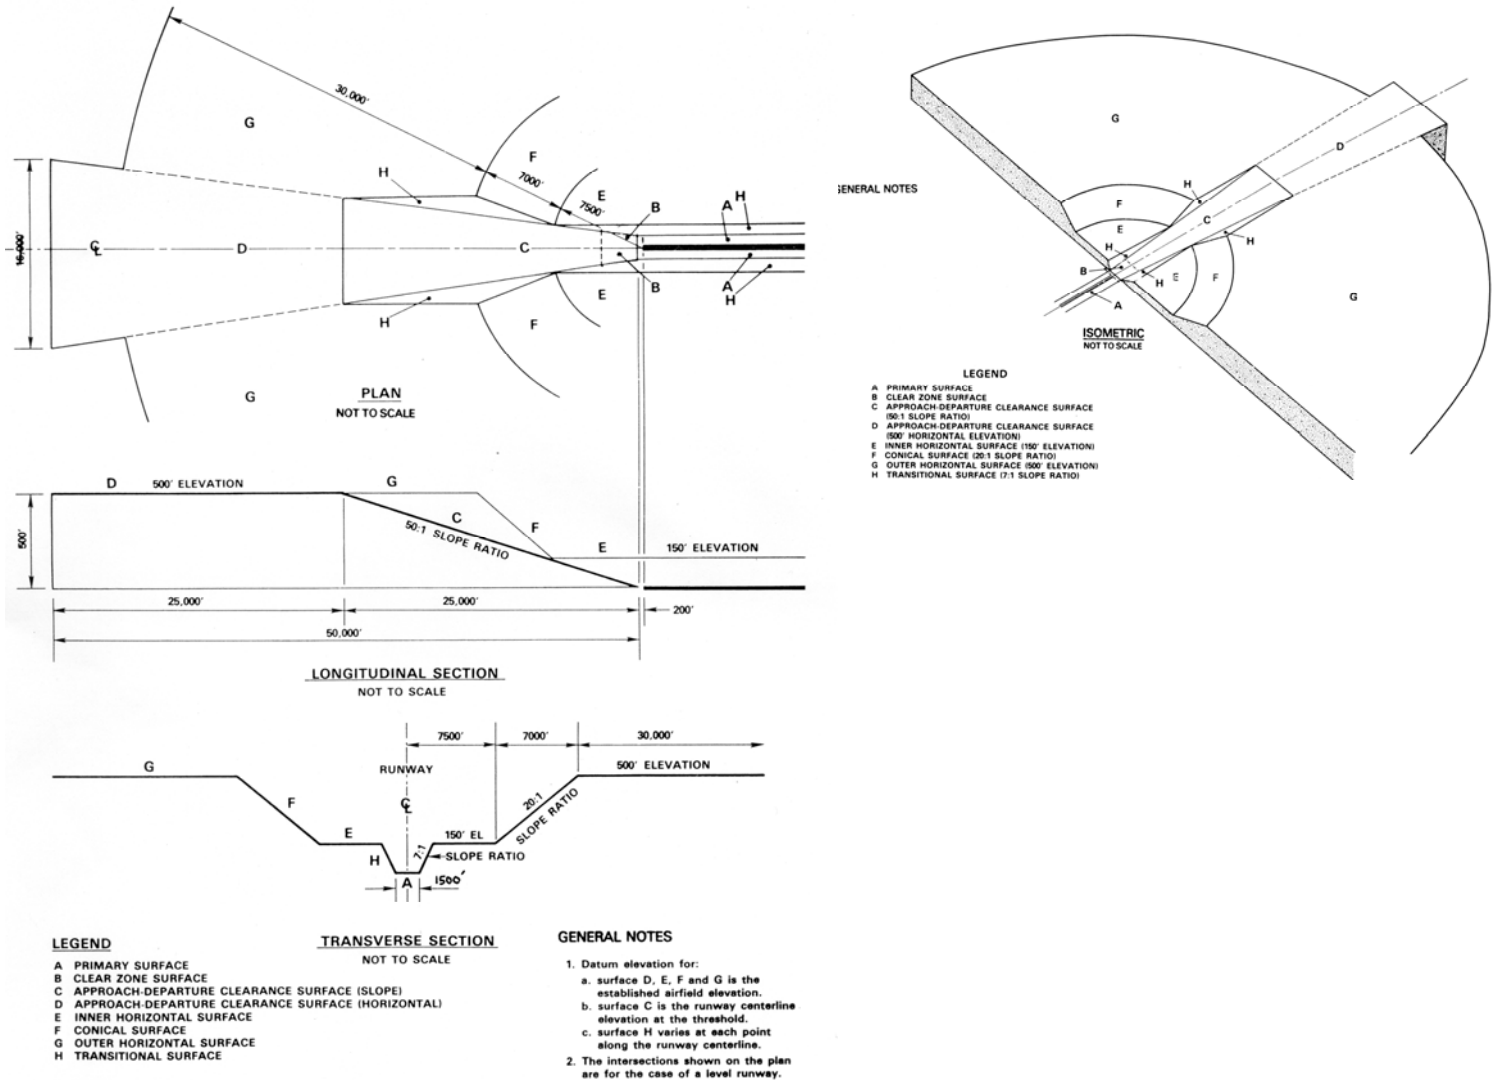 30,000'
G
F
H
7000'
E
7500'
B
A
H
16,000'
℄
D
C
E
B
A
H
H
F
G
PLAN
NOT TO SCALE
D
500' ELEVATION
G
C
50:1 SLOPE RATIO
F
500'
E
150' ELEVATION
25,000'
25,000'
200'
50,000'
LONGITUDINAL SECTION
NOT TO SCALE
7500'
7000'
30,000'
G
RUNWAY
500' ELEVATION
F
℄
20:1
SLOPE RATIO
E
150' EL
H
7:1
SLOPE RATIO
A
1500'
LEGEND
A PRIMARY SURFACE
B CLEAR ZONE SURFACE
C APPROACH-DEPARTURE CLEARANCE SURFACE (SLOPE)
D APPROACH-DEPARTURE CLEARANCE SURFACE (HORIZONTAL)
E INNER HORIZONTAL SURFACE
F CONICAL SURFACE
G OUTER HORIZONTAL SURFACE
H TRANSITIONAL SURFACE
TRANSVERSE SECTION
NOT TO SCALE
GENERAL NOTES
1. Datum elevation for:
a. surface D, E, F and G is the
established airfield elevation.
b. surface C is the runway centerline
elevation at the threshold.
c. surface H varies at each point
along the runway centerline.
2. The intersections shown on the plan
are for the case of a level runway.
G
D
GENERAL NOTES
H
F
C
E
H
H
B
H
E
F
A
G
ISOMETRIC
NOT TO SCALE
LEGEND
A PRIMARY SURFACE
B CLEAR ZONE SURFACE
C APPROACH-DEPARTURE CLEARANCE SURFACE
(50:1 SLOPE RATIO)
D APPROACH-DEPARTURE CLEARANCE SURFACE
(500' HORIZONTAL ELEVATION)
E INNER HORIZONTAL SURFACE (150' ELEVATION)
F CONICAL SURFACE (20:1 SLOPE RATIO)
G OUTER HORIZONTAL SURFACE (500' ELEVATION)
H TRANSITIONAL SURFACE (7:1 SLOPE RATIO)